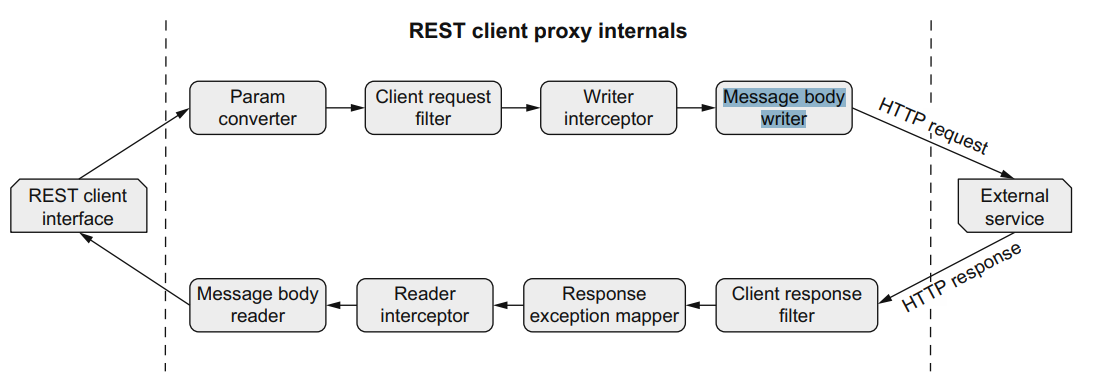 REST client proxy internals
Param
converter
Client request
filter
Writer
interceptor
Message body
writer
HTTP request
REST client
interface
External
service
HTTP response
Message body
reader
Reader
interceptor
Response
exception mapper
Client response
filter